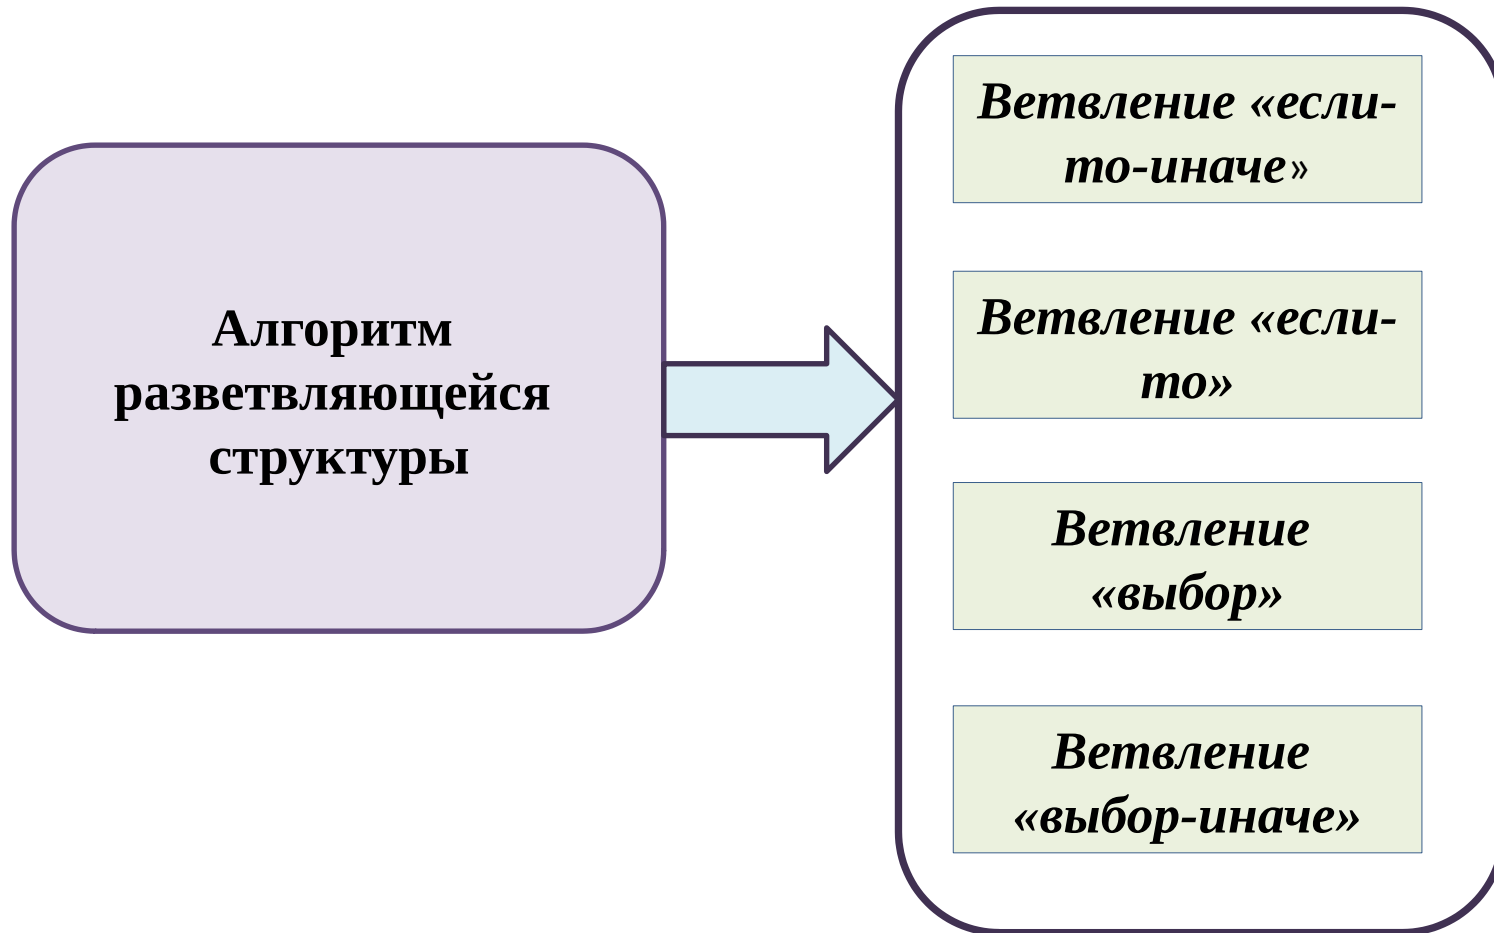 Алгоритм
разветвляющейся
структуры
Ветвление «если-
то-иначе»
Ветвление «если-
то»
Ветвление
«выбор»
Ветвление
«выбор-иначе»